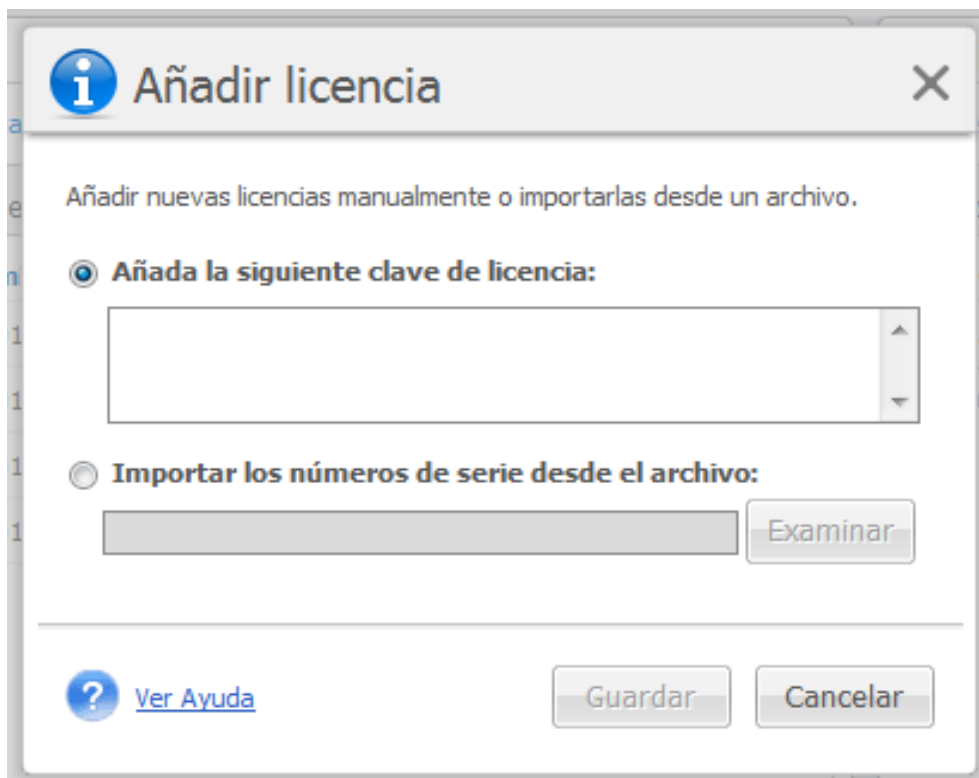 Añadir licencia
Añadir nuevas licencias manualmente o importarlas desde un archivo.
Añada la siguiente clave de licencia:
Importar los números de serie desde el archivo:
Examinar
Ver Ayuda
Guardar
Cancelar